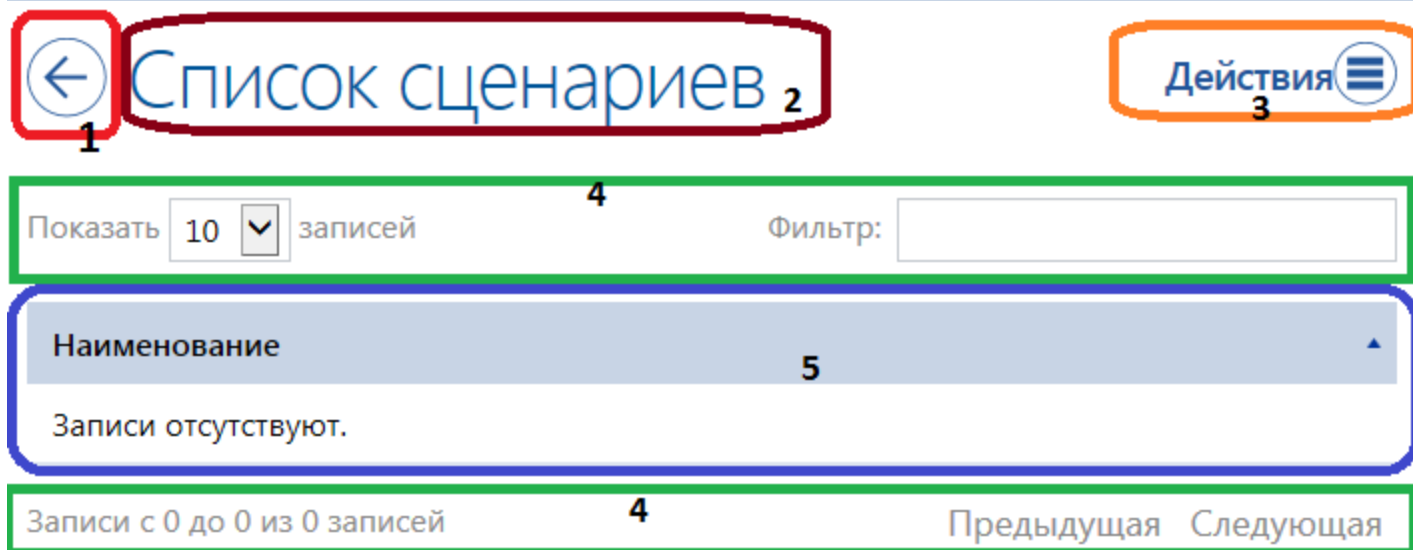 Список сценариев 2
Действия
3
1
4
Показать 10 записей Фильтр:
Наименование
5
Записи отсутствуют.
4
Записи с 0 до 0 из 0 записей Предыдущая Следующая